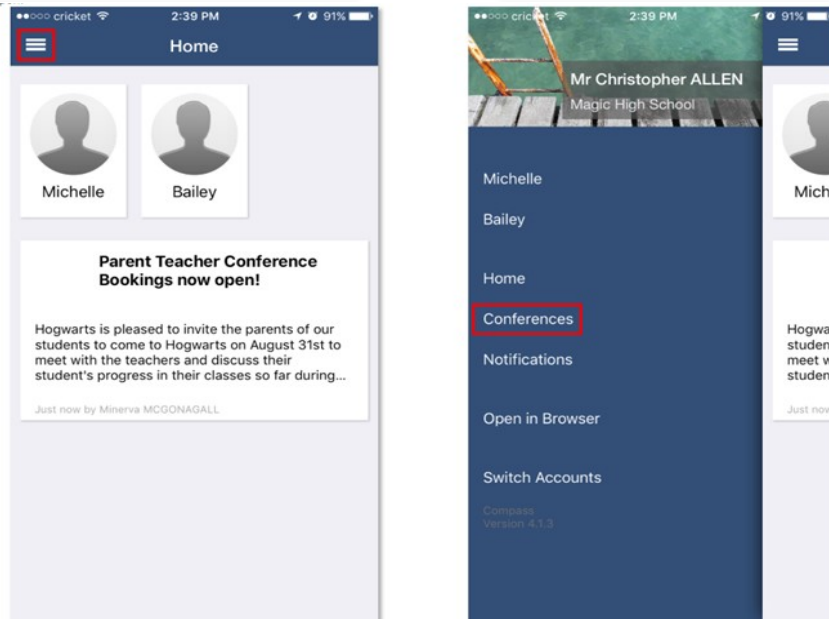 cricket 2:39 PM 91%
Home
Michelle Bailey
Parent Teacher Conference
Bookings now open!
Hogwarts is pleased to invite the parents of our
students to come to Hogwarts on August 31st to
meet with the teachers and discuss their
student's progress in their classes so far during...
Just now by Minerva MCGONAGALL
cricket 2:39 PM 91%
Mr Christopher ALLEN
Magic High School
Michelle
Bailey
Home
Conferences
Notifications
Open in Browser
Switch Accounts
Compass
Version 4.1.3
Mich
Hogwa
studen
meet w
studen
Just now